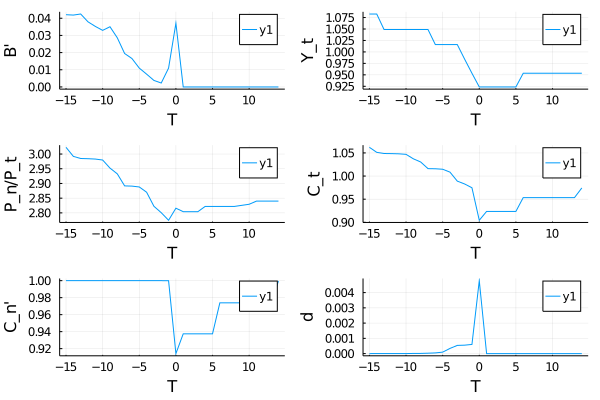 B'
0.04
0.03
0.02
0.01
0.00
y1
−15 −10 −5 0 5 10
T
Y_t
1.075
1.050
1.025
1.000
0.975
0.950
0.925
y1
−15 −10 −5 0 5 10
T
P_n/P_t
3.00
2.95
2.90
2.85
2.80
y1
−15 −10 −5 0 5 10
T
C_t
1.05
1.00
0.95
0.90
y1
−15 −10 −5 0 5 10
T
C_n'
1.00
0.98
0.96
0.94
0.92
y1
−15 −10 −5 0 5 10
T
d
0.004
0.003
0.002
0.001
0.000
y1
−15 −10 −5 0 5 10
T